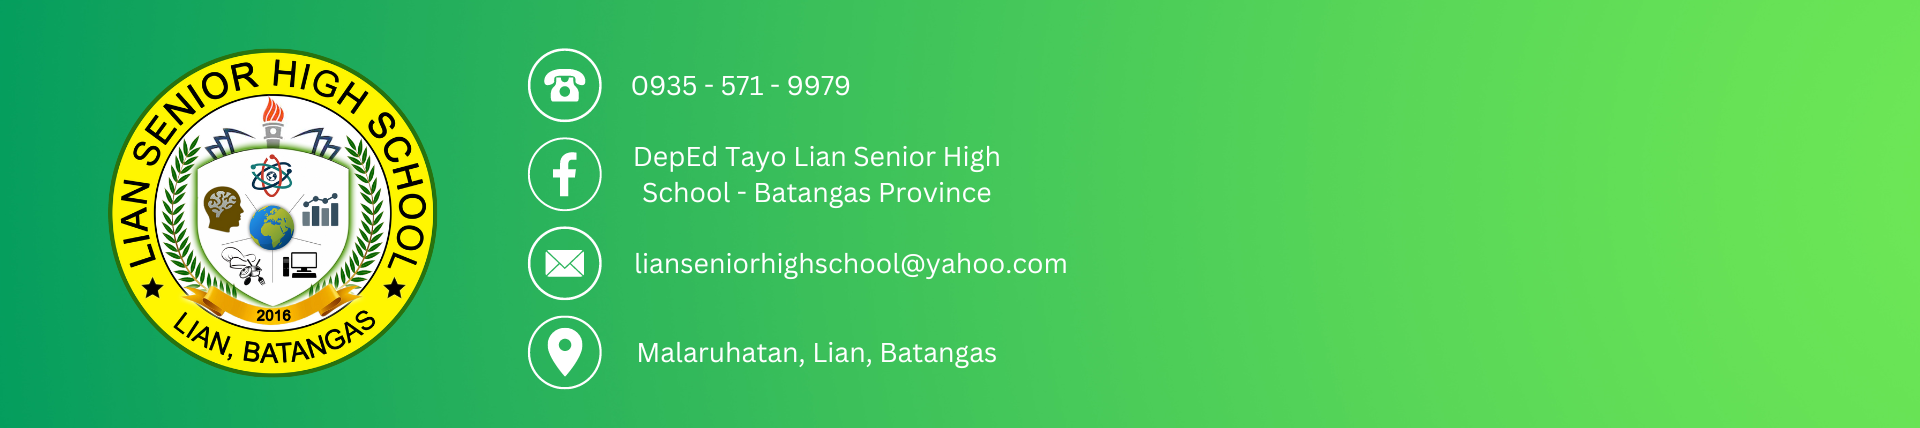 LIAN SENIOR HIGH SCHOOL
2016
LIAN, BATANGAS
0935 - 571 - 9979
DepEd Tayo Lian Senior High
School - Batangas Province
lianseniorhighschool@yahoo.com
Malaruhatan, Lian, Batangas